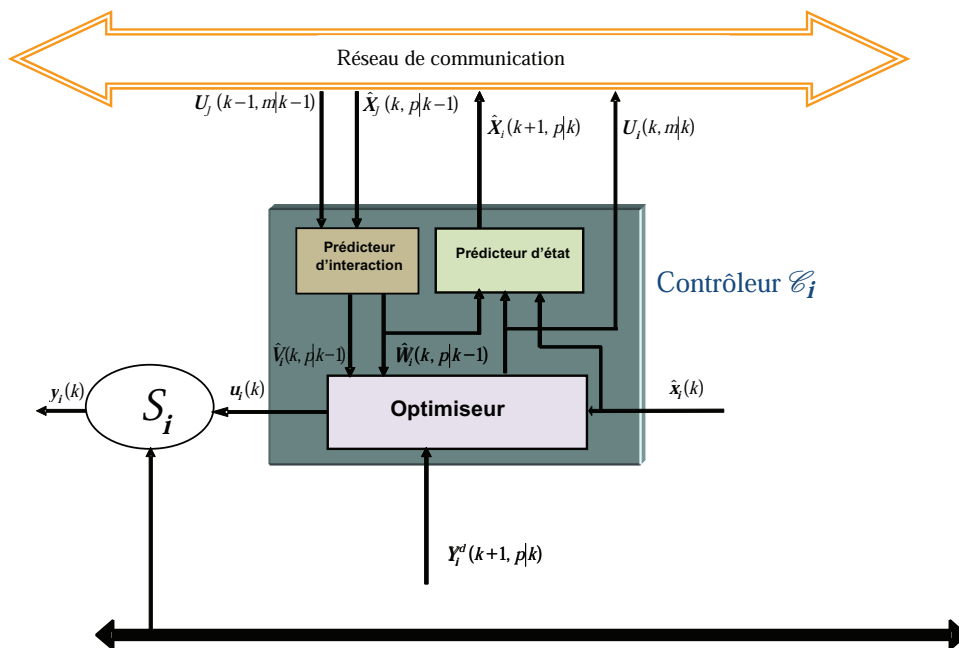 Réseau de communication
U_j(k−1, m|k−1)
X̂_j(k, p|k−1)
X̂_i(k+1, p|k)
U_i(k, m|k)
Prédicteur
d'interaction
Prédicteur d'état
Contrôleur 𝒞_i
V̂_i(k, p|k−1)
Ŵ_i(k, p|k−1)
y_i(k)
S_i
u_i(k)
Optimiseur
x̂_i(k)
Y_i^d(k+1, p|k)